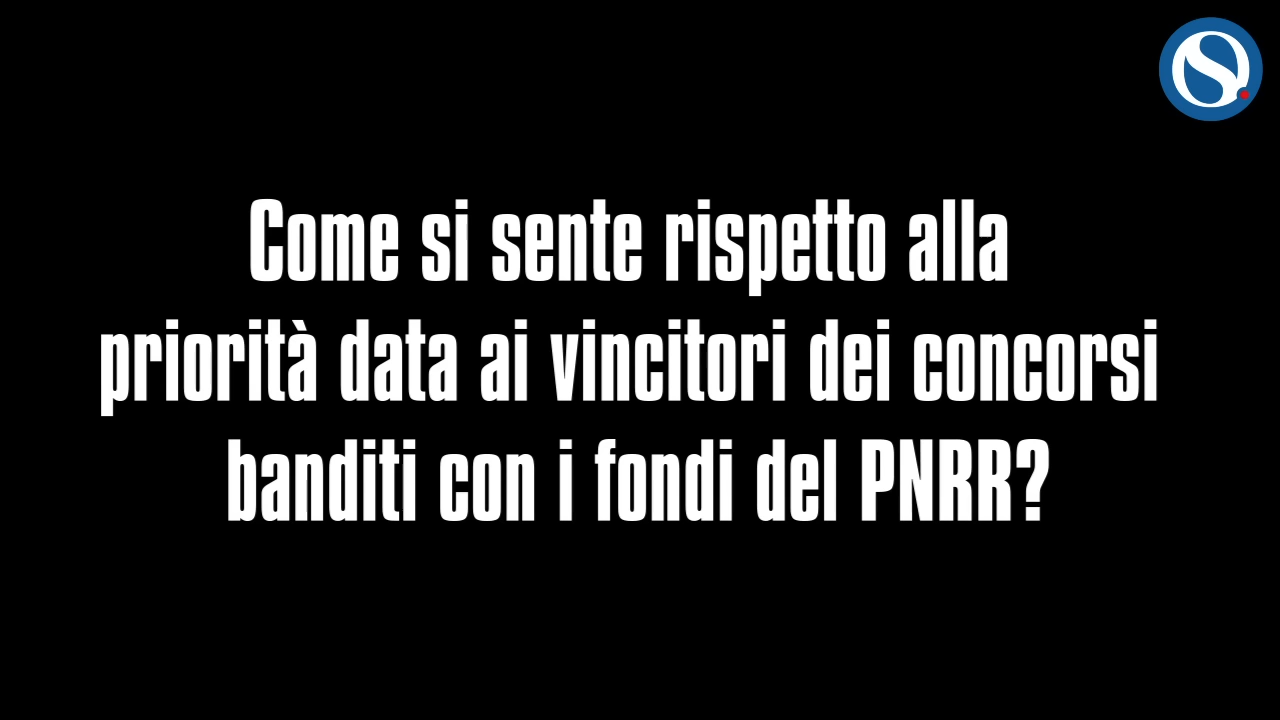 Come si sente rispetto alla
priorità data ai vincitori dei concorsi
banditi con i fondi del PNRR?